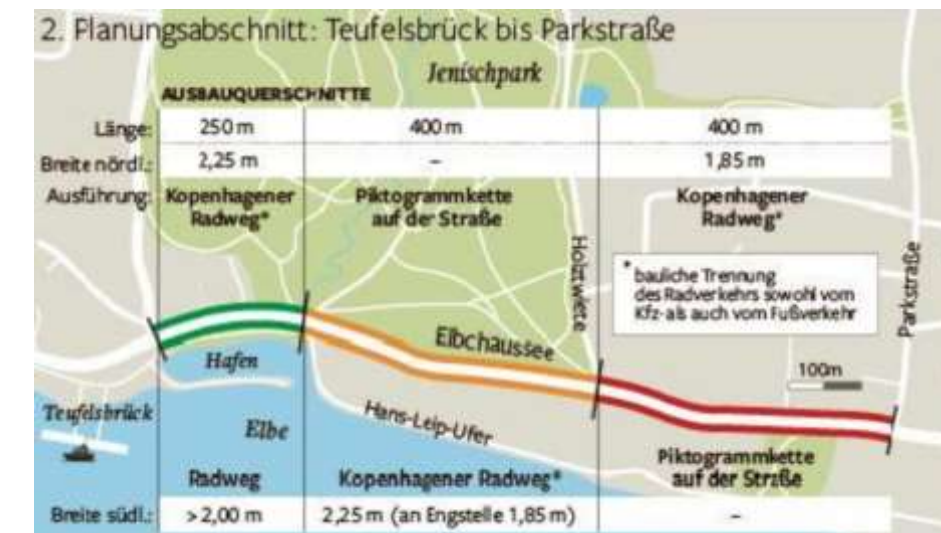 2. Planungsabschnitt: Teufelsbrück bis Parkstraße
Jenischpark
AUSBAUQUERSCHNITTE
Länge: 250 m 400 m 400 m
Breite nördl.: 2,25 m – 1,85 m
Ausführung: Kopenhagener Piktogrammkette Kopenhagener
Radweg* auf der Straße Radweg*
Holztwiete
* bauliche Trennung
des Radverkehrs sowohl vom
Kfz- als auch vom Fußverkehr
Parkstraße
Elbchaussee
Hafen
100m
Teufelsbrück
Elbe
Hans-Leip-Ufer
Piktogrammkette
Radweg Kopenhagener Radweg* auf der Straße
Breite südl.: >2,00 m 2,25 m (an Engstelle 1,85 m) –